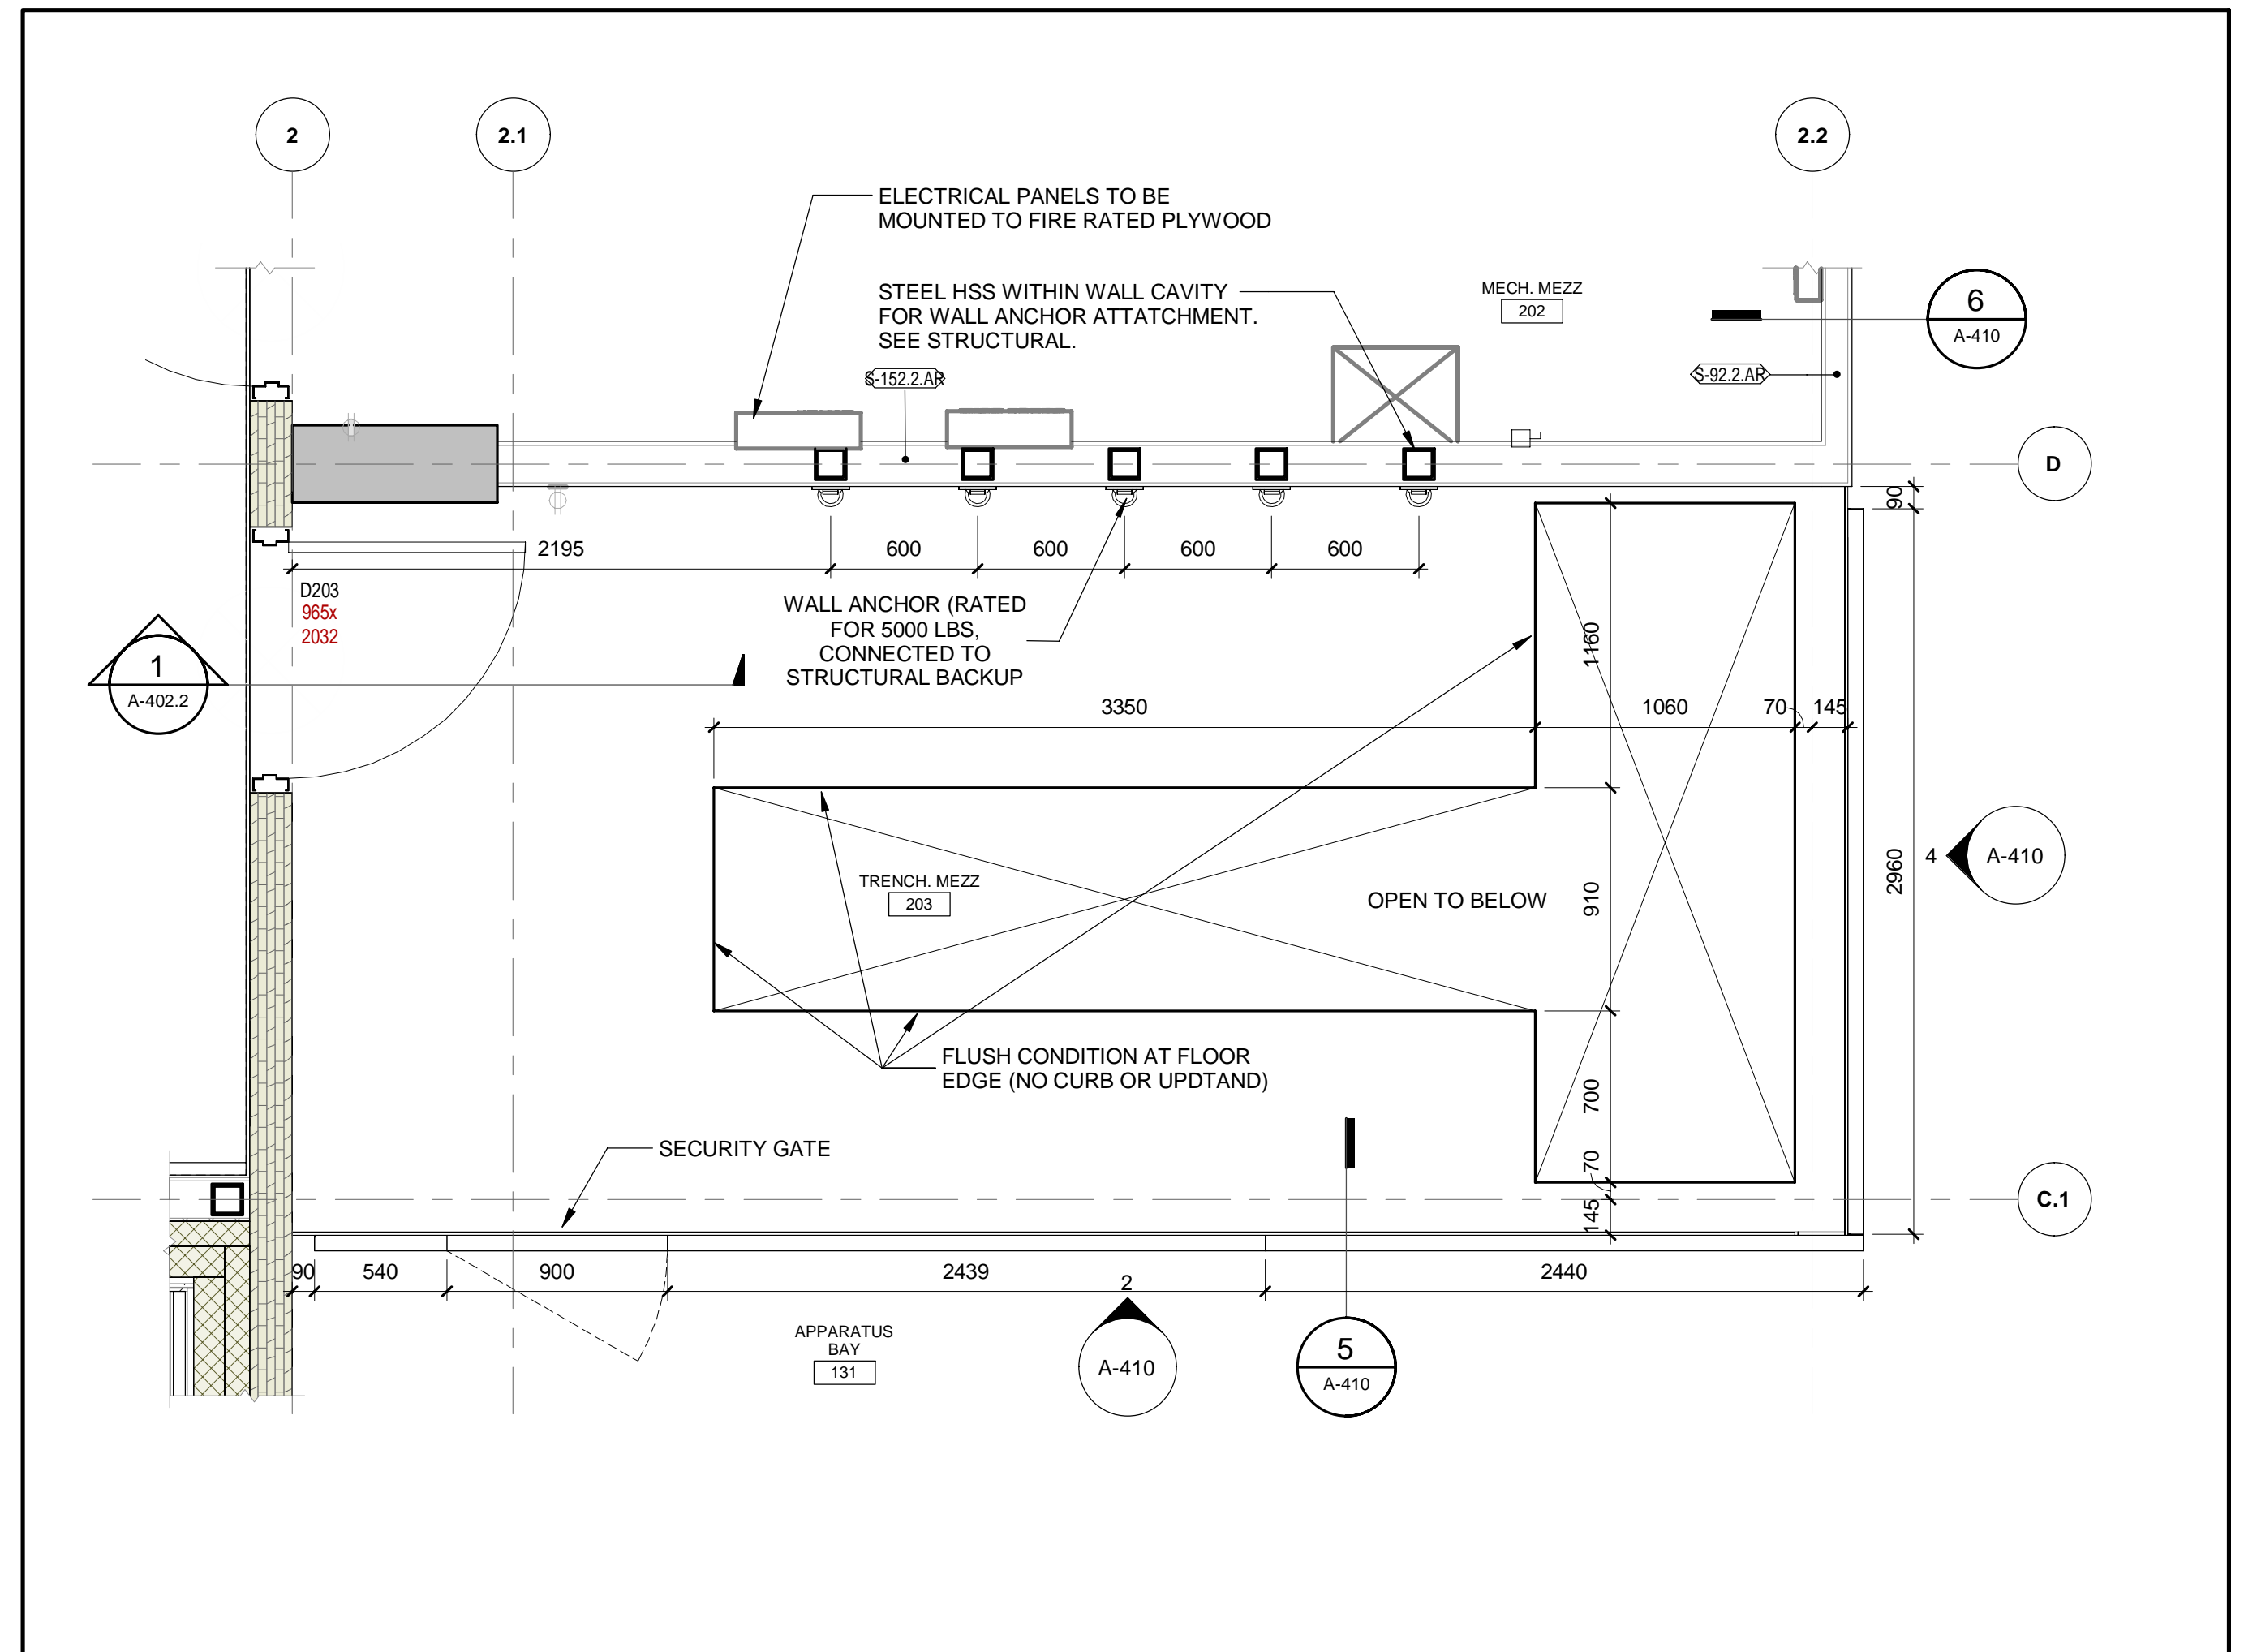 2
2.1
2.2
ELECTRICAL PANELS TO BE
MOUNTED TO FIRE RATED PLYWOOD
STEEL HSS WITHIN WALL CAVITY
FOR WALL ANCHOR ATTATCHMENT.
SEE STRUCTURAL.
MECH. MEZZ
202
6
A-410
S-152.2.AR
S-92.2.AR
D
90
2195
600
600
600
600
D203
965x
2032
WALL ANCHOR (RATED
FOR 5000 LBS,
CONNECTED TO
STRUCTURAL BACKUP
1160
1
A-402.2
3350
1060
70
145
TRENCH. MEZZ
203
OPEN TO BELOW
910
2960
4
A-410
FLUSH CONDITION AT FLOOR
EDGE (NO CURB OR UPDTAND)
700
SECURITY GATE
70
C.1
145
90
540
900
2439
2440
2
A-410
APPARATUS
BAY
131
5
A-410